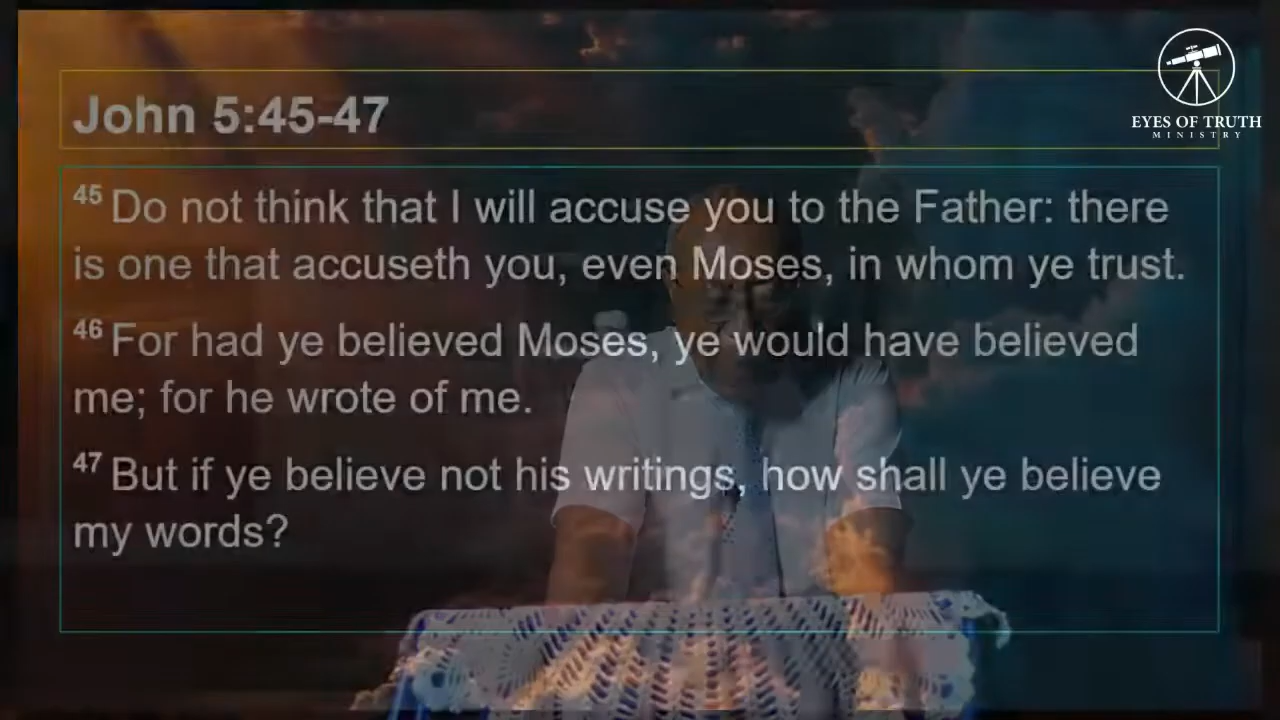 John 5:45-47
EYES OF TRUTH
MINISTRY
45 Do not think that I will accuse you to the Father: there
is one that accuseth you, even Moses, in whom ye trust.
46 For had ye believed Moses, ye would have believed
me; for he wrote of me.
47 But if ye believe not his writings, how shall ye believe
my words?